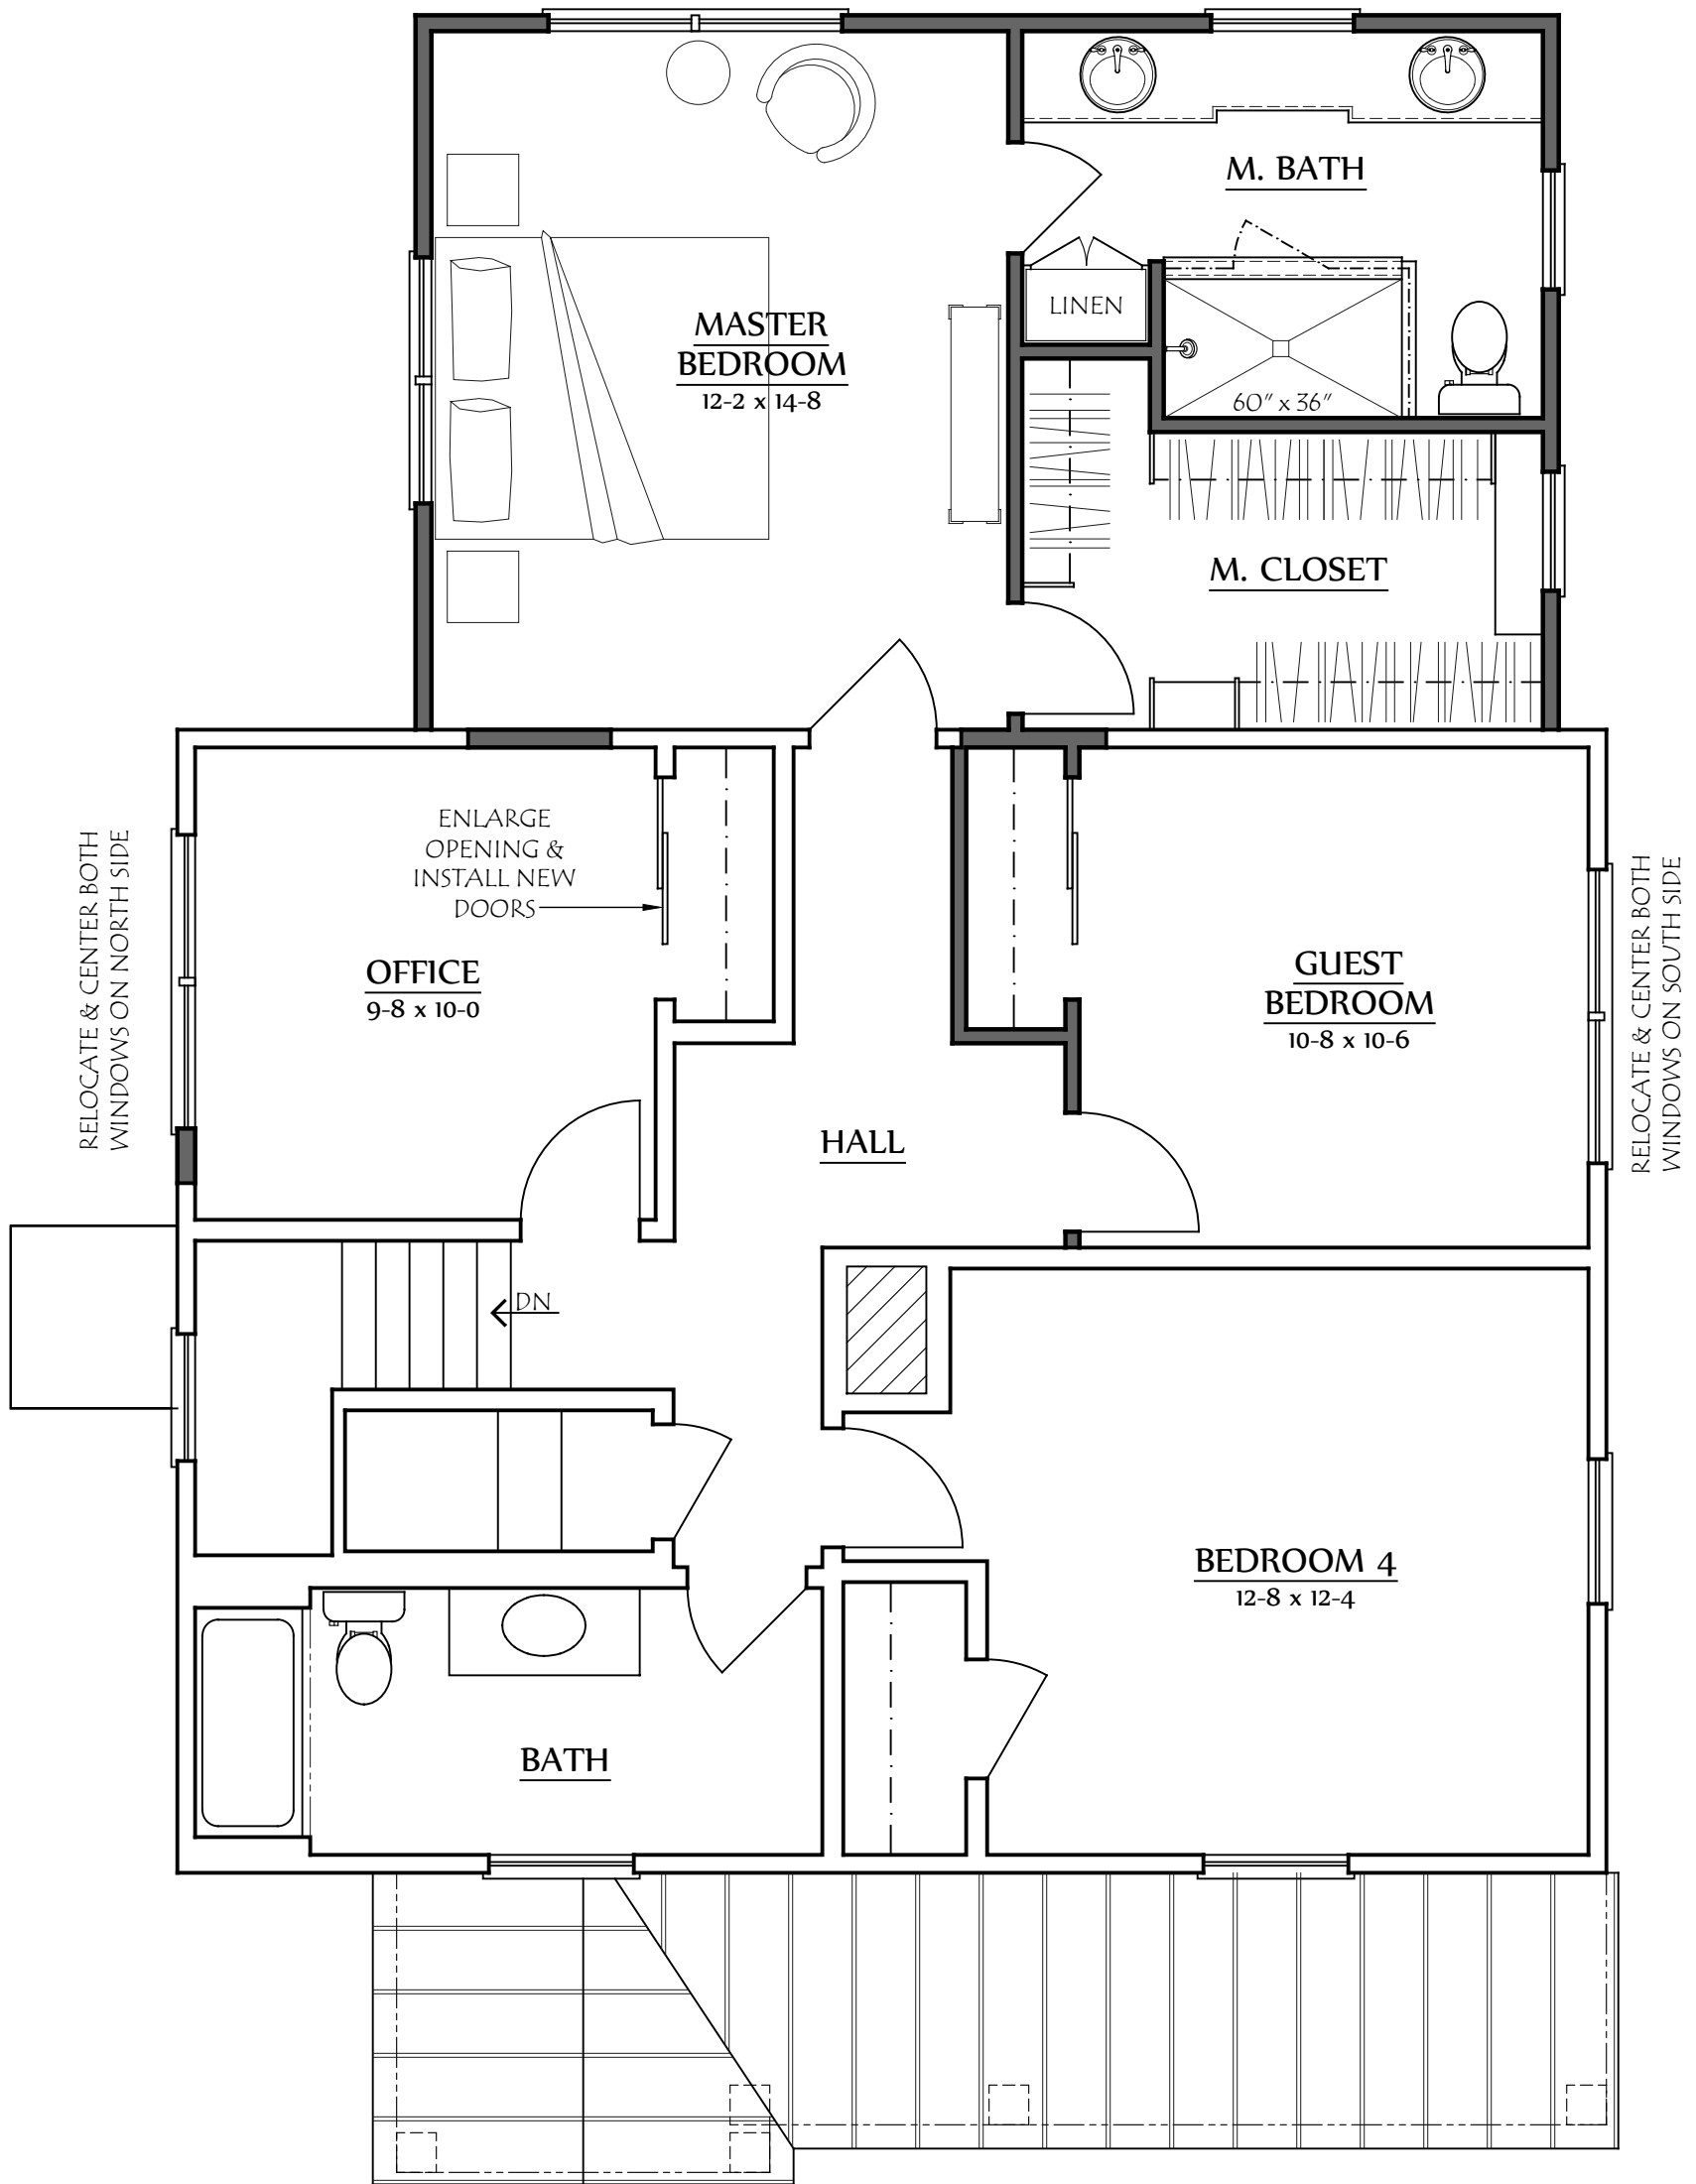 M. BATH
LINEN
MASTER
BEDROOM
12-2 x 14-8
60" x 36"
M. CLOSET
ENLARGE
OPENING &
INSTALL NEW
DOORS
RELOCATE & CENTER BOTH
WINDOWS ON NORTH SIDE
OFFICE
9-8 x 10-0
GUEST
BEDROOM
10-8 x 10-6
RELOCATE & CENTER BOTH
WINDOWS ON SOUTH SIDE
HALL
DN
BEDROOM 4
12-8 x 12-4
BATH